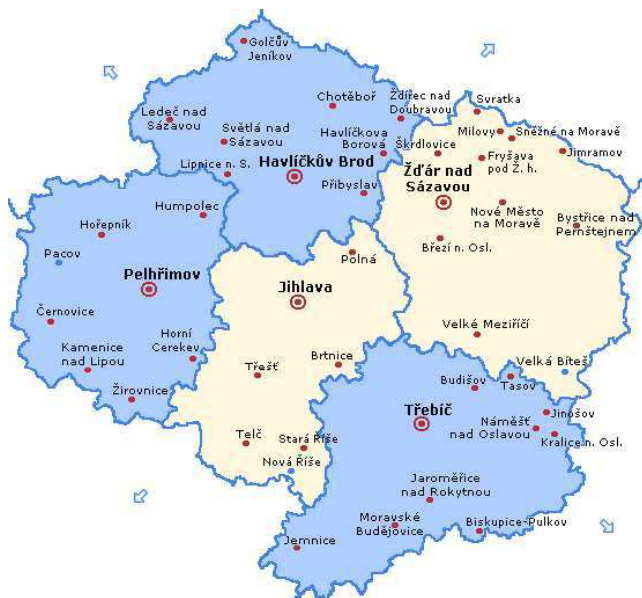 Golčův
Jeníkov
Chotěboř
Ždírec nad
Doubravou
Svratka
Ledeč nad
Sázavou
Světlá nad
Sázavou
Havlíčkova
Borová
Škrdlovice
Milovy
Sněžné na Moravě
Jimramov
Fryšava
pod Ž. h.
Lipnice n. S.
Havlíčkův Brod
Přibyslav
Žďár nad
Sázavou
Nové Město
na Moravě
Bystřice nad
Pernštejnem
Humpolec
Hořepník
Březí n. Osl.
Pacov
Polná
Pelhřimov
Jihlava
Černovice
Velké Meziříčí
Kamenice
nad Lipou
Horní
Cerekev
Žirovnice
Třešť
Brtnice
Velká Bíteš
Budišov
Tasov
Třebíč
Jinošov
Náměšť
nad Oslavou
Kralice n. Osl.
Telč
Stará Říše
Nová Říše
Jaroměřice
nad Rokytnou
Moravské
Budějovice
Biskupice-Pulkov
Jemnice